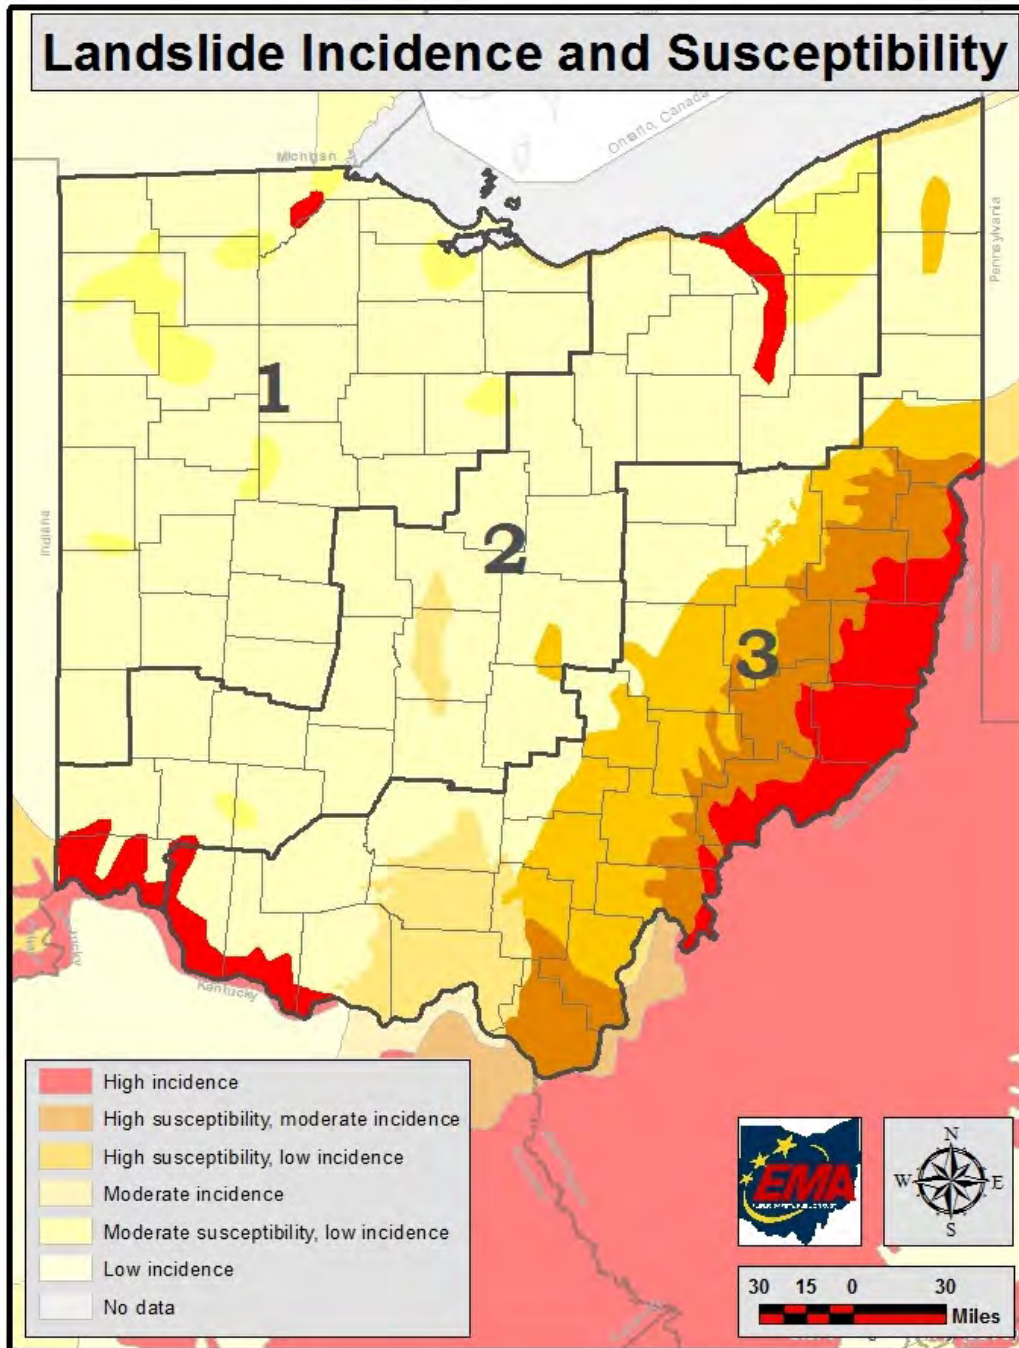 Landslide Incidence and Susceptibility
Ontario, Canada
Michigan
Pennsylvania
1
Indiana
2
3
Kentucky
High incidence
High susceptibility, moderate incidence
High susceptibility, low incidence
Moderate incidence
Moderate susceptibility, low incidence
Low incidence
No data
EMA
N
W E
S
30 15 0 30
Miles